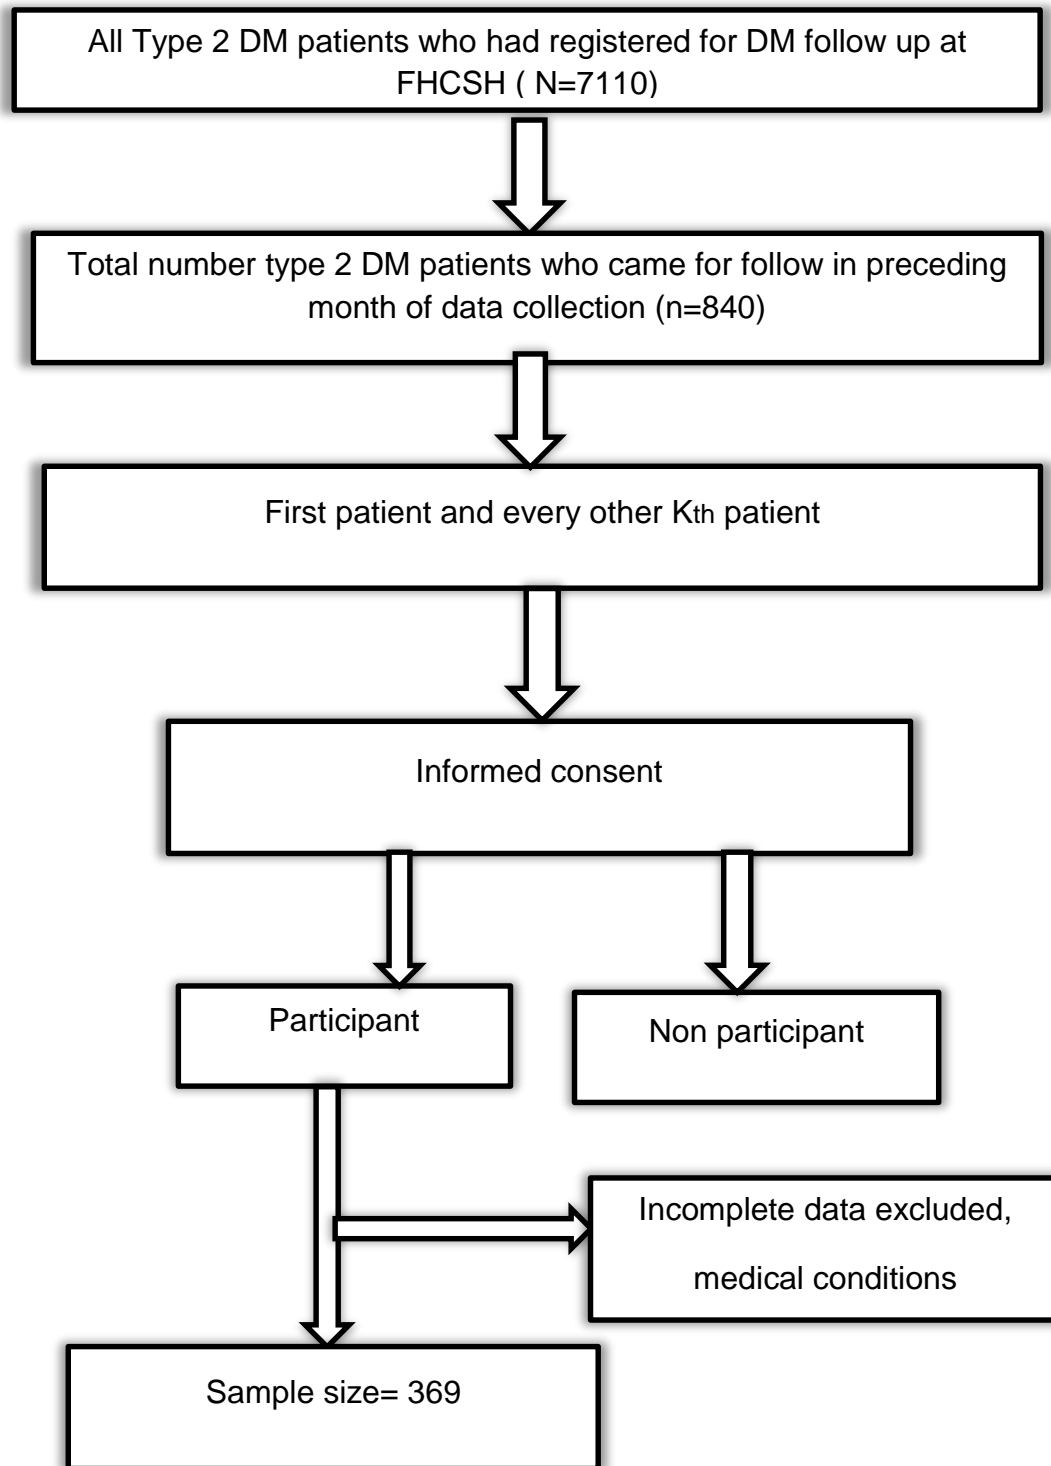 All Type 2 DM patients who had registered for DM follow up at
FHCSH ( N=7110)
Total number type 2 DM patients who came for follow in preceding
month of data collection (n=840)
First patient and every other Kth patient
Informed consent
Participant
Non participant
Incomplete data excluded,
medical conditions
Sample size= 369